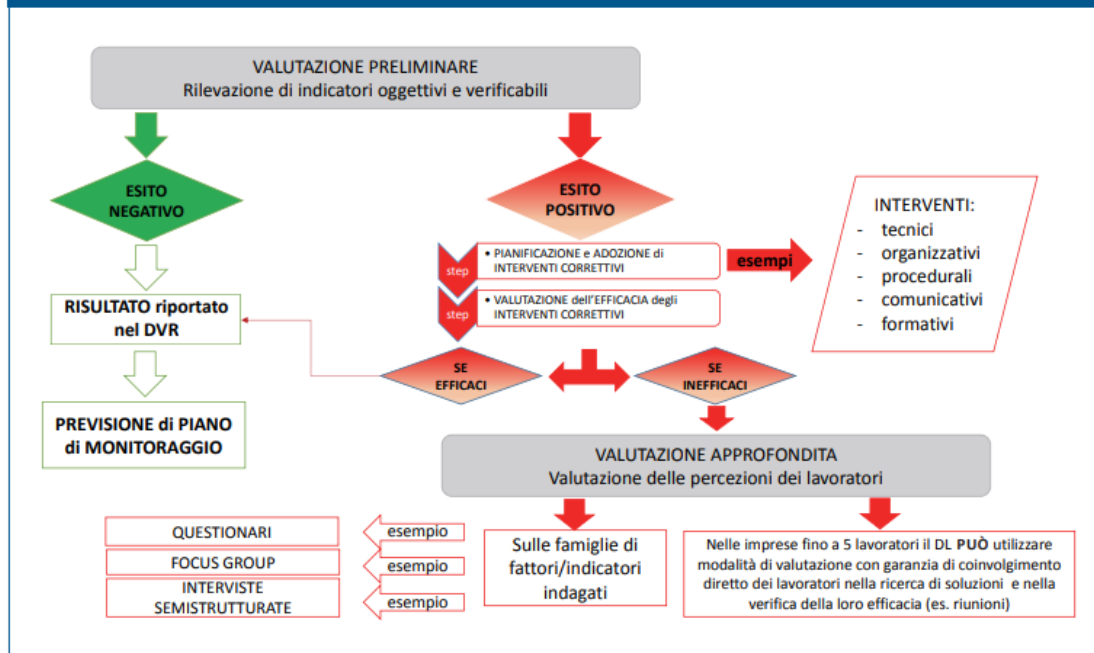 VALUTAZIONE PRELIMINARE
Rilevazione di indicatori oggettivi e verificabili
ESITO
NEGATIVO
ESITO
POSITIVO
INTERVENTI:
- tecnici
- organizzativi
- procedurali
- comunicativi
- formativi
step
• PIANIFICAZIONE e ADOZIONE di
INTERVENTI CORRETTIVI
esempi
step
• VALUTAZIONE dell'EFFICACIA degli
INTERVENTI CORRETTIVI
RISULTATO riportato
nel DVR
SE
EFFICACI
SE
INEFFICACI
PREVISIONE di PIANO
di MONITORAGGIO
VALUTAZIONE APPROFONDITA
Valutazione delle percezioni dei lavoratori
QUESTIONARI
esempio
FOCUS GROUP
esempio
INTERVISTE
SEMISTRUTTURATE
esempio
Sulle famiglie di
fattori/indicatori
indagati
Nelle imprese fino a 5 lavoratori il DL PUÒ utilizzare
modalità di valutazione con garanzia di coinvolgimento
diretto dei lavoratori nella ricerca di soluzioni e nella
verifica della loro efficacia (es. riunioni)